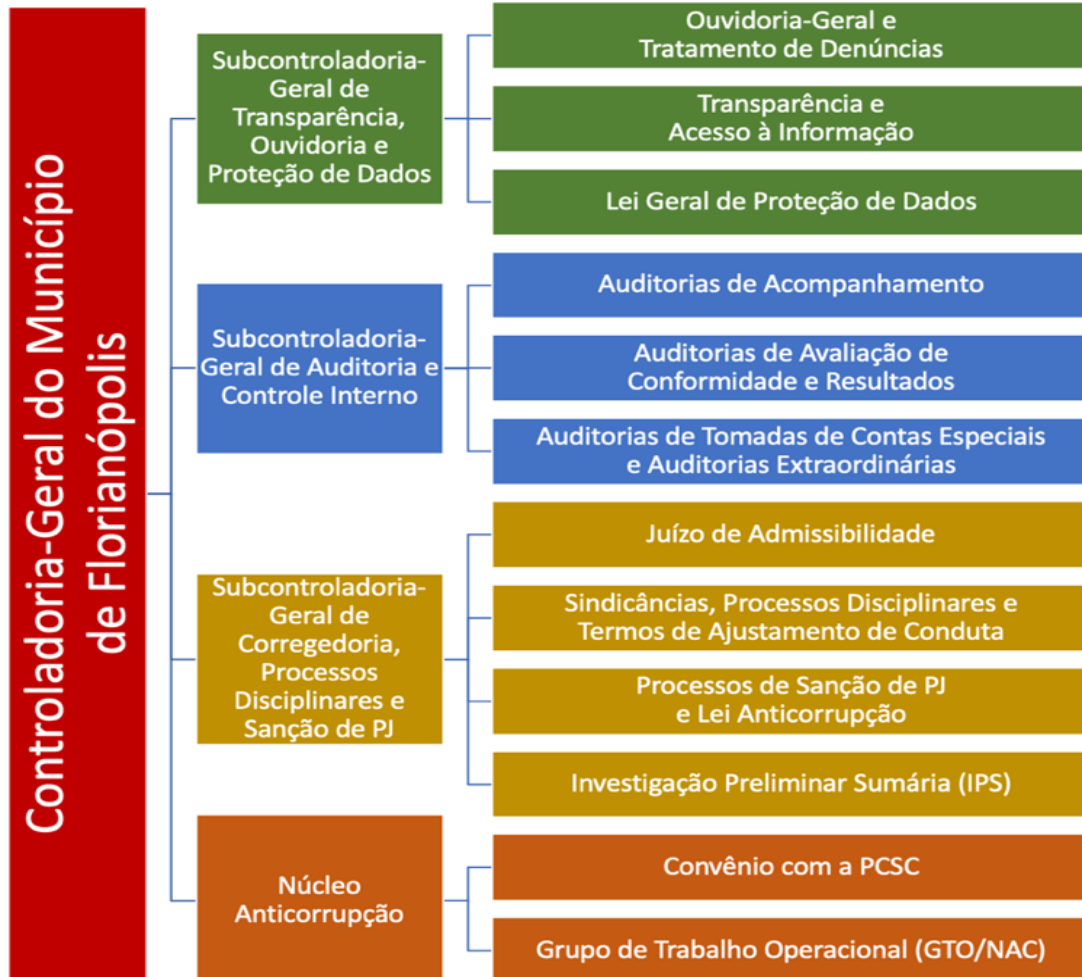 Controladoria-Geral do Município
de Florianópolis
Subcontroladoria-
Geral de
Transparência,
Ouvidoria e
Proteção de Dados
Ouvidoria-Geral e
Tratamento de Denúncias
Transparência e
Acesso à Informação
Lei Geral de Proteção de Dados
Subcontroladoria-
Geral de Auditoria e
Controle Interno
Auditorias de Acompanhamento
Auditorias de Avaliação de
Conformidade e Resultados
Auditorias de Tomadas de Contas Especiais
e Auditorias Extraordinárias
Subcontroladoria-
Geral de
Corregedoria,
Processos
Disciplinares e
Sanção de PJ
Juízo de Admissibilidade
Sindicâncias, Processos Disciplinares e
Termos de Ajustamento de Conduta
Processos de Sanção de PJ
e Lei Anticorrupção
Investigação Preliminar Sumária (IPS)
Núcleo
Anticorrupção
Convênio com a PCSC
Grupo de Trabalho Operacional (GTO/NAC)